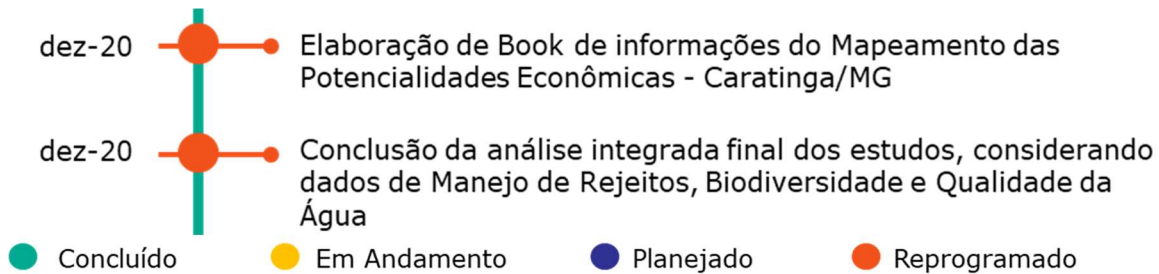 dez-20
Elaboração de Book de informações do Mapeamento das
Potencialidades Econômicas - Caratinga/MG
dez-20
Conclusão da análise integrada final dos estudos, considerando
dados de Manejo de Rejeitos, Biodiversidade e Qualidade da
Água
Concluído Em Andamento Planejado Reprogramado